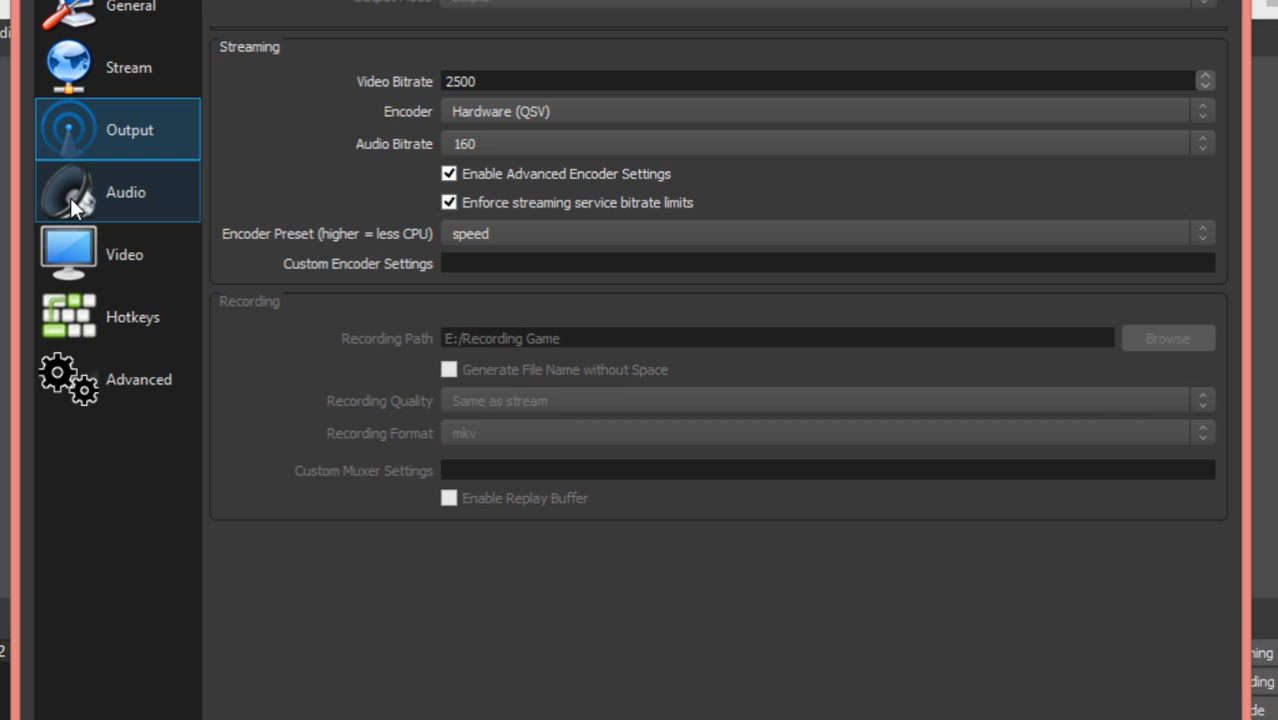 General
Stream
Output
Audio
Video
Hotkeys
Advanced
Streaming
Video Bitrate 2500
Encoder Hardware (QSV)
Audio Bitrate 160
Enable Advanced Encoder Settings
Enforce streaming service bitrate limits
Encoder Preset (higher = less CPU) speed
Custom Encoder Settings
Recording
Recording Path E:/Recording Game Browse
Generate File Name without Space
Recording Quality Same as stream
Recording Format mkv
Custom Muxer Settings
Enable Replay Buffer